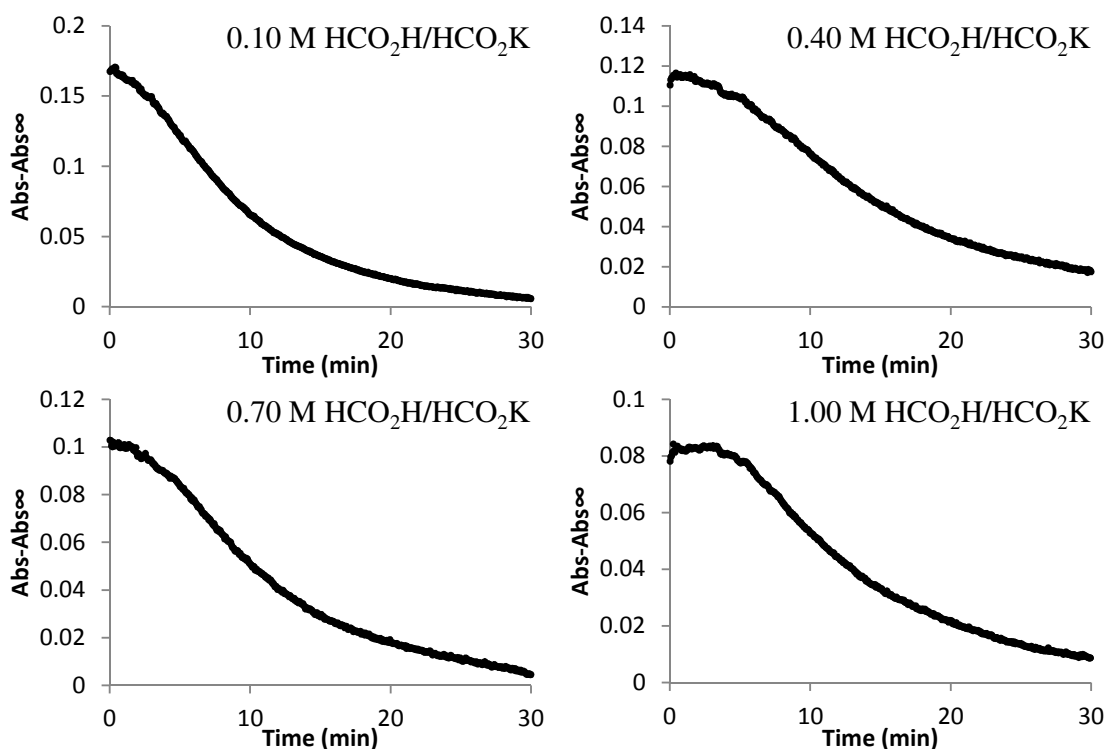 0.10 M HCO₂H/HCO₂K
0.2
0.15
0.1
0.05
0
Abs-Abs∞
0 10 20 30
Time (min)
0.40 M HCO₂H/HCO₂K
0.14
0.12
0.1
0.08
0.06
0.04
0.02
0
Abs-Abs∞
0 10 20 30
Time (min)
0.70 M HCO₂H/HCO₂K
0.12
0.1
0.08
0.06
0.04
0.02
0
Abs-Abs∞
0 10 20 30
Time (min)
1.00 M HCO₂H/HCO₂K
0.1
0.08
0.06
0.04
0.02
0
Abs-Abs∞
0 10 20 30
Time (min)